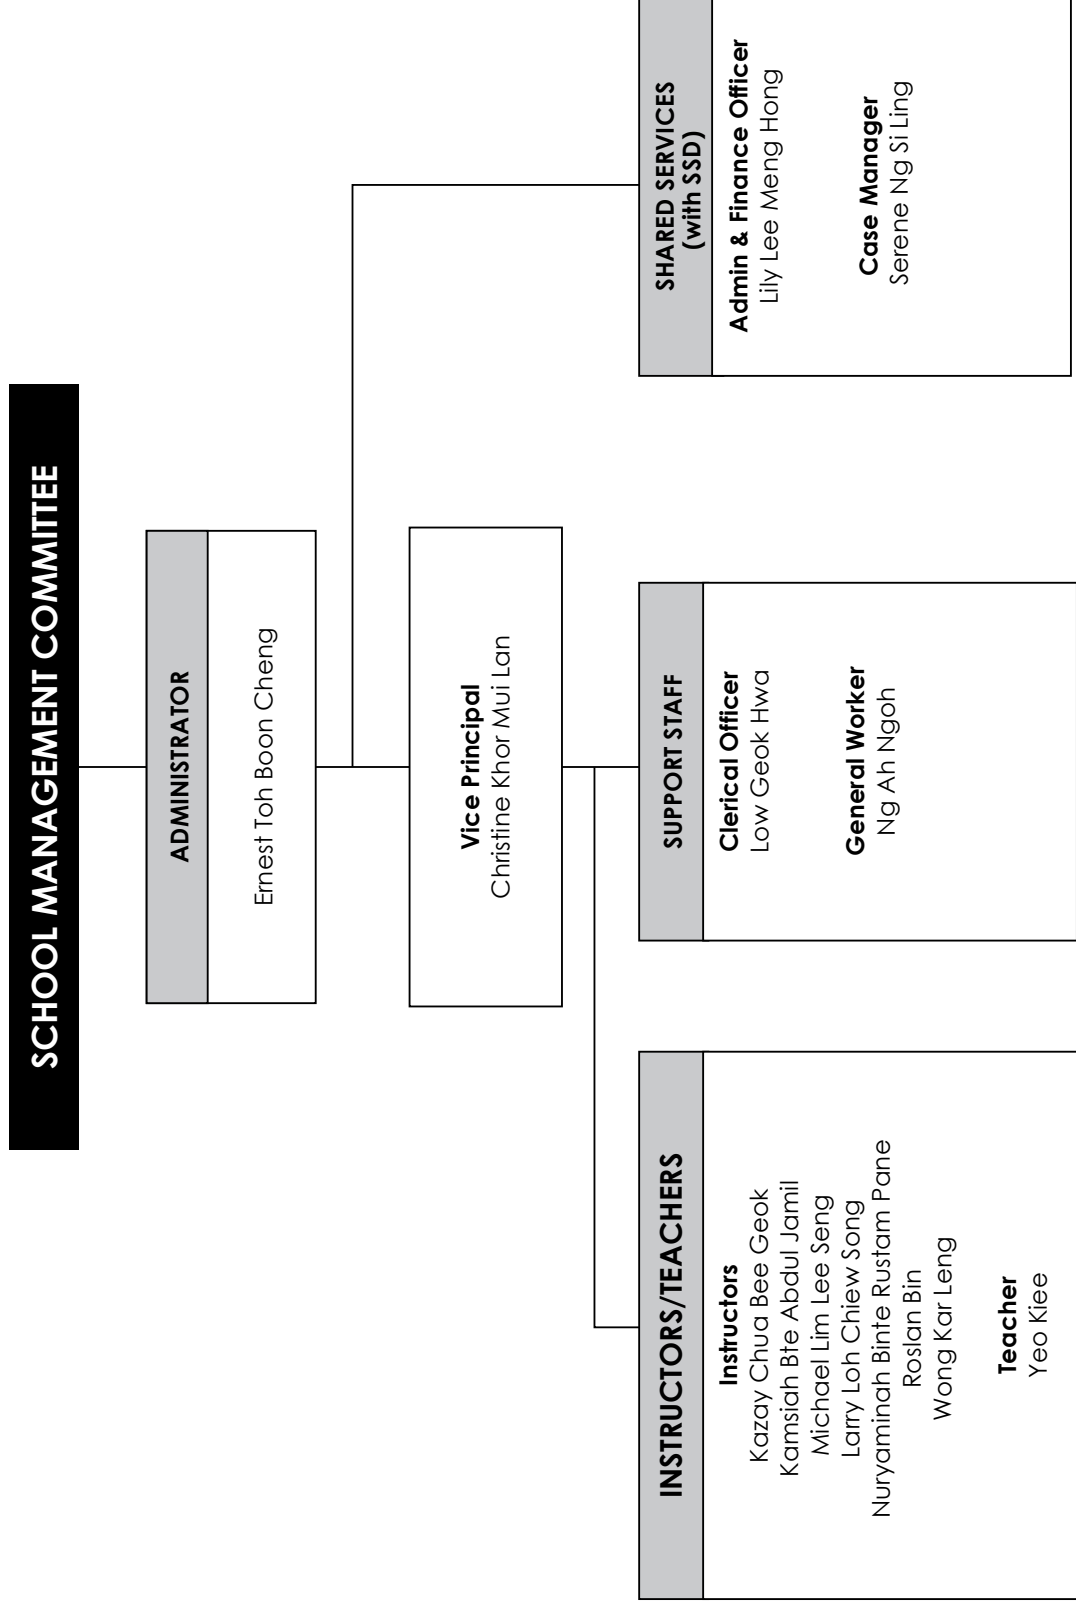 SCHOOL MANAGEMENT COMMITTEE
ADMINISTRATOR
Ernest Toh Boon Cheng
Vice Principal
Christine Khor Mui Lan
INSTRUCTORS/TEACHERS
Instructors
Kazay Chua Bee Geok
Kamsiah Bte Abdul Jamil
Michael Lim Lee Seng
Larry Loh Chiew Song
Nuryaminah Binte Rustam Pane
Roslan Bin
Wong Kar Leng
Teacher
Yeo Kiee
SUPPORT STAFF
Clerical Officer
Low Geok Hwa
General Worker
Ng Ah Ngoh
SHARED SERVICES
(with SSD)
Admin & Finance Officer
Lily Lee Meng Hong
Case Manager
Serene Ng Si Ling